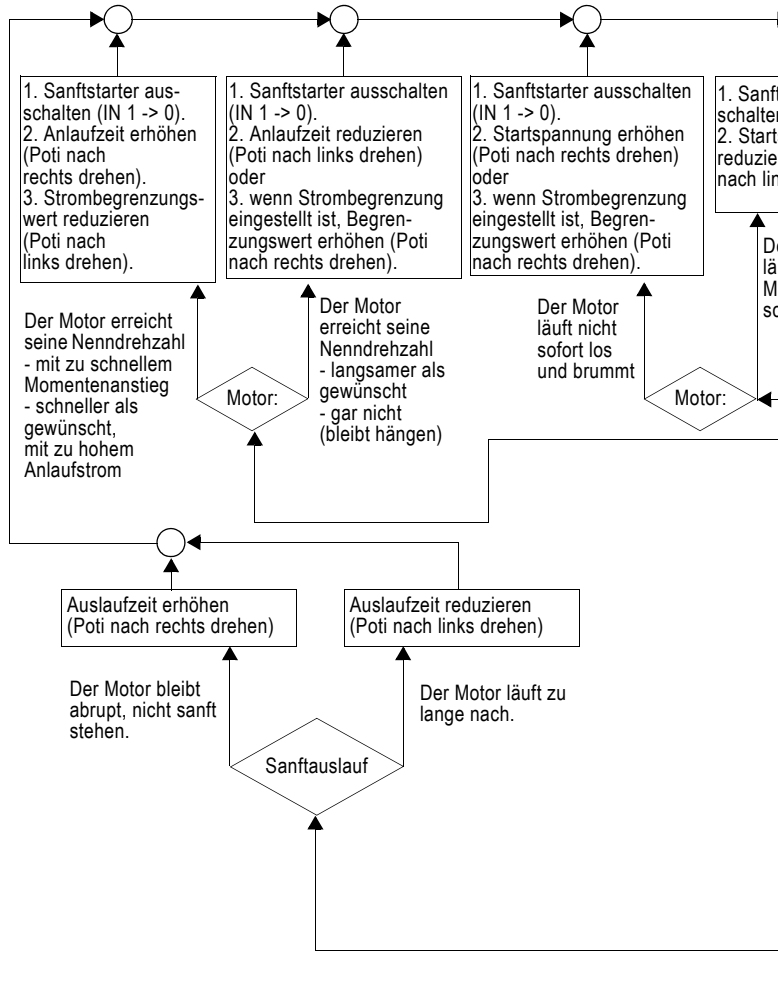 1. Sanftstarter aus-
schalten (IN 1 -> 0).
2. Anlaufzeit erhöhen
(Poti nach
rechts drehen).
3. Strombegrenzungs-
wert reduzieren
(Poti nach
links drehen).
1. Sanftstarter ausschalten
(IN 1 -> 0).
2. Anlaufzeit reduzieren
(Poti nach links drehen)
oder
3. wenn Strombegrenzung
eingestellt ist, Begren-
zungswert erhöhen (Poti
nach rechts drehen).
1. Sanftstarter ausschalten
(IN 1 -> 0).
2. Startspannung erhöhen
(Poti nach rechts drehen)
oder
3. wenn Strombegrenzung
eingestellt ist, Begren-
zungswert erhöhen (Poti
nach rechts drehen).
1.
2.
nach
Der Motor erreicht
seine Nenndrehzahl
- mit zu schnellem
Momentenanstieg
- schneller als
gewünscht,
mit zu hohem
Anlaufstrom
Motor:
Der Motor
erreicht seine
Nenndrehzahl
- langsamer als
gewünscht
- gar nicht
(bleibt hängen)
Der Motor
läuft nicht
sofort los
und brummt
Motor:
Auslaufzeit erhöhen
(Poti nach rechts drehen)
Auslaufzeit reduzieren
(Poti nach links drehen)
Der Motor bleibt
abrupt, nicht sanft
stehen.
Der Motor läuft zu
lange nach.
Sanftauslauf